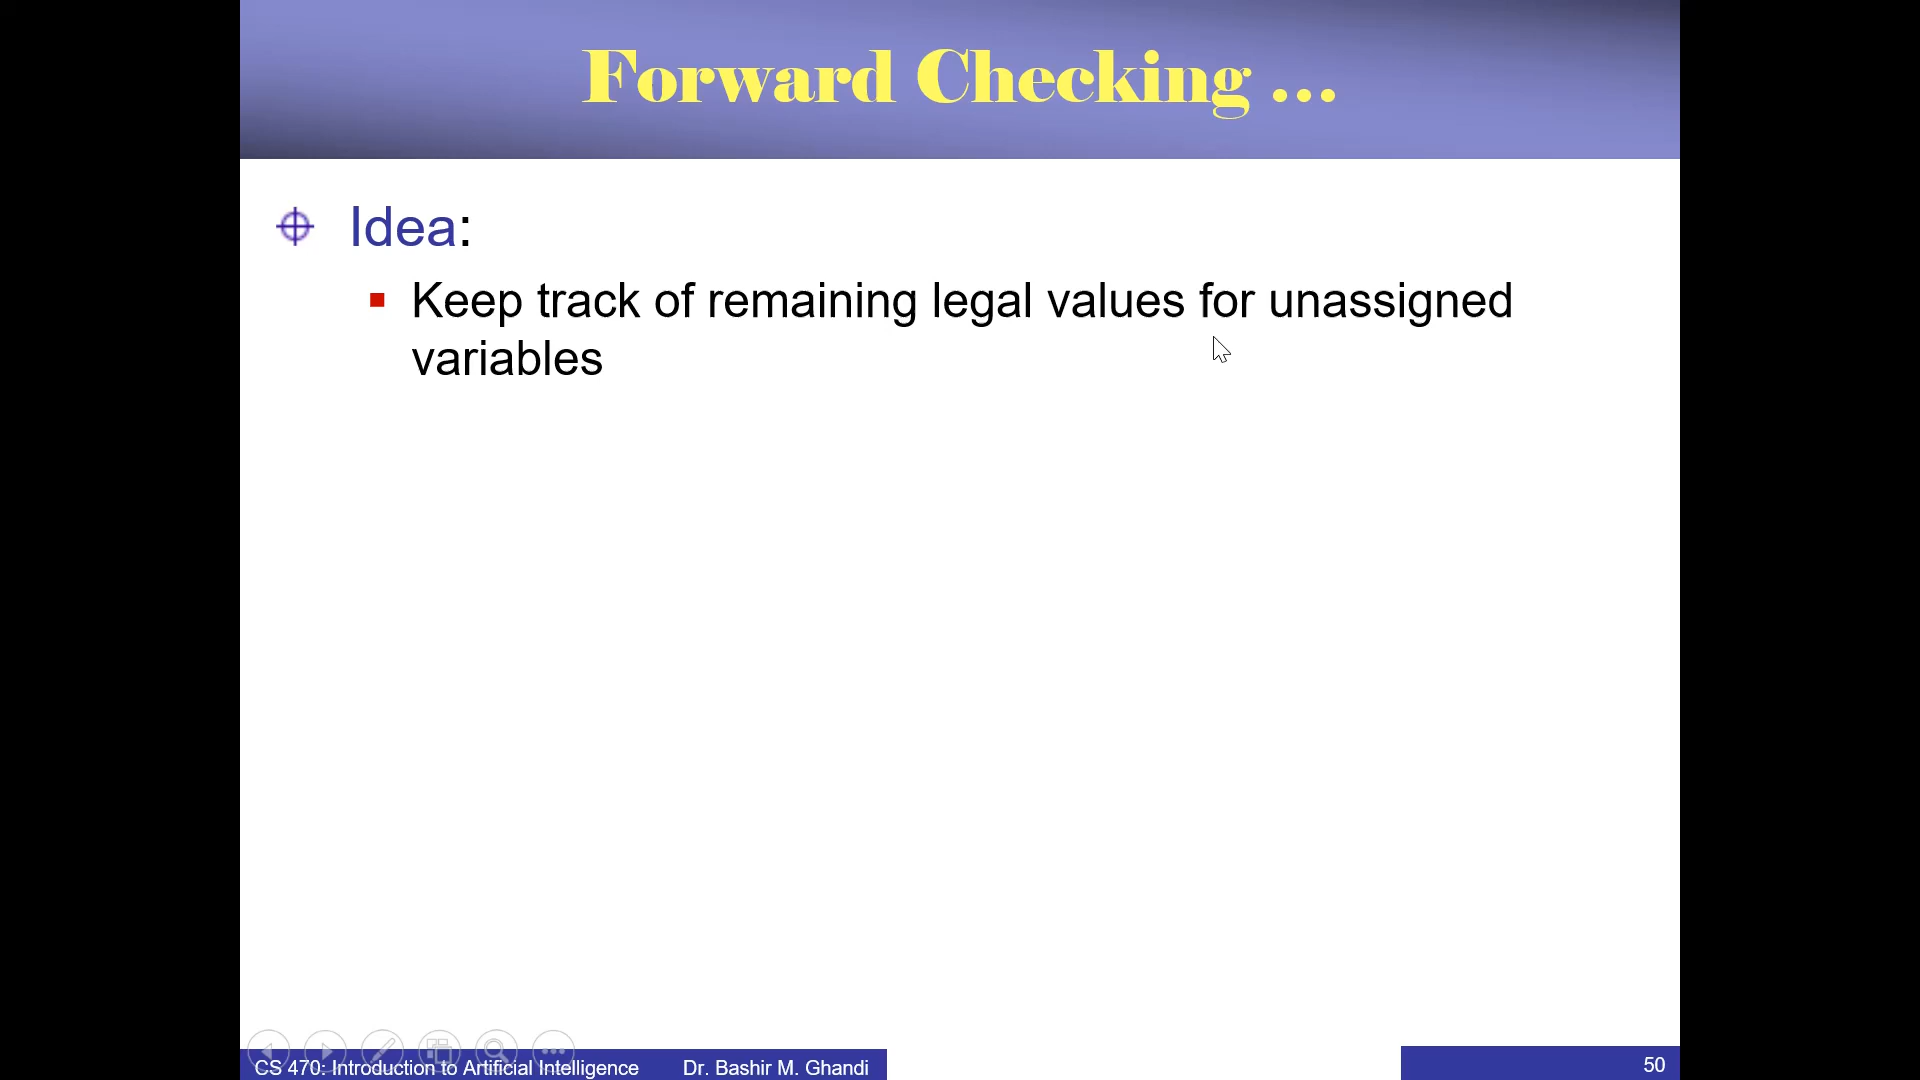 Forward Checking ...
Idea:
Keep track of remaining legal values for unassigned
variables
CS 470: Introduction to Artificial Intelligence Dr. Bashir M. Ghandi
50